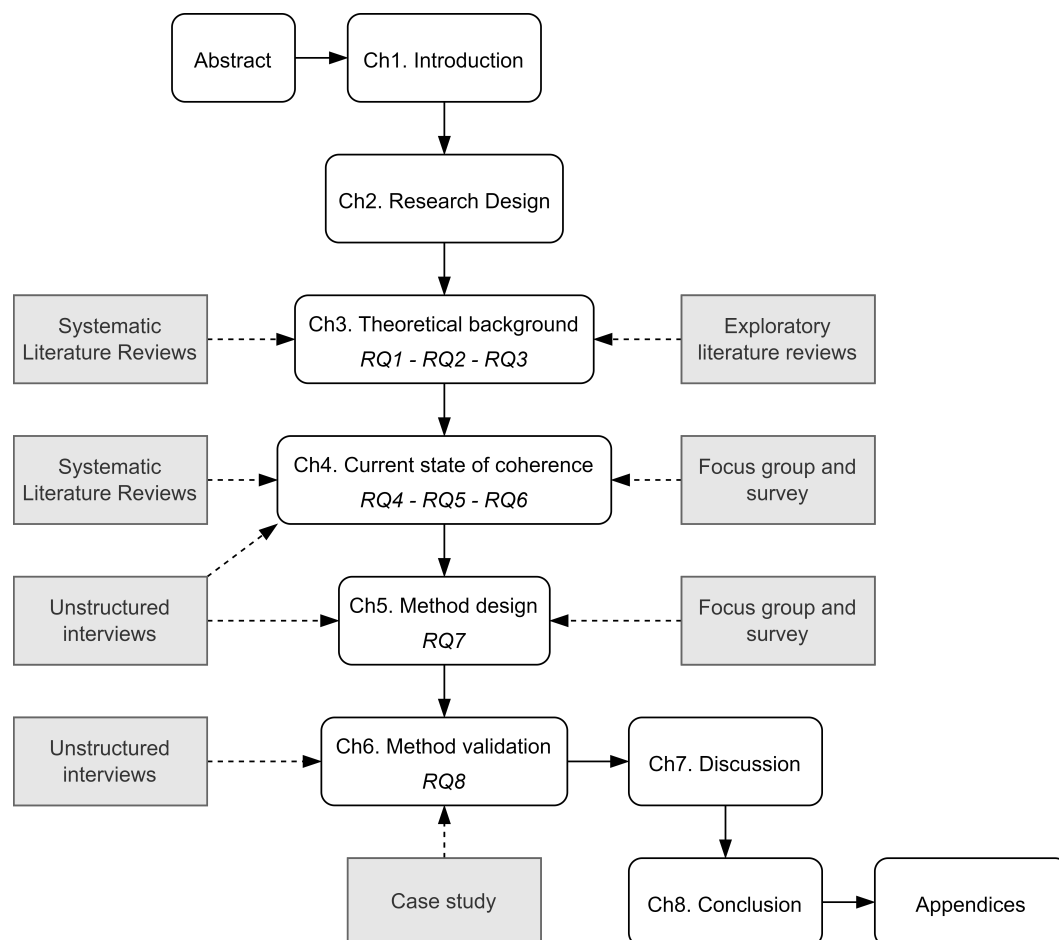 Abstract
Ch1. Introduction
Ch2. Research Design
Systematic
Literature Reviews
Ch3. Theoretical background
RQ1 - RQ2 - RQ3
Exploratory
literature reviews
Systematic
Literature Reviews
Ch4. Current state of coherence
RQ4 - RQ5 - RQ6
Focus group and
survey
Unstructured
interviews
Ch5. Method design
RQ7
Focus group and
survey
Unstructured
interviews
Ch6. Method validation
RQ8
Ch7. Discussion
Case study
Ch8. Conclusion
Appendices